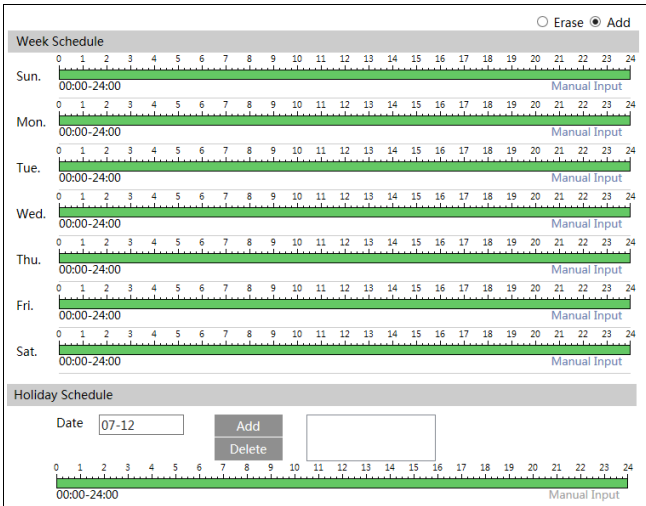 Erase Add
Week Schedule
0 1 2 3 4 5 6 7 8 9 10 11 12 13 14 15 16 17 18 19 20 21 22 23 24
Sun.
00:00-24:00 Manual Input
0 1 2 3 4 5 6 7 8 9 10 11 12 13 14 15 16 17 18 19 20 21 22 23 24
Mon.
00:00-24:00 Manual Input
0 1 2 3 4 5 6 7 8 9 10 11 12 13 14 15 16 17 18 19 20 21 22 23 24
Tue.
00:00-24:00 Manual Input
0 1 2 3 4 5 6 7 8 9 10 11 12 13 14 15 16 17 18 19 20 21 22 23 24
Wed.
00:00-24:00 Manual Input
0 1 2 3 4 5 6 7 8 9 10 11 12 13 14 15 16 17 18 19 20 21 22 23 24
Thu.
00:00-24:00 Manual Input
0 1 2 3 4 5 6 7 8 9 10 11 12 13 14 15 16 17 18 19 20 21 22 23 24
Fri.
00:00-24:00 Manual Input
0 1 2 3 4 5 6 7 8 9 10 11 12 13 14 15 16 17 18 19 20 21 22 23 24
Sat.
00:00-24:00 Manual Input
Holiday Schedule
Date 07-12 Add
Delete
0 1 2 3 4 5 6 7 8 9 10 11 12 13 14 15 16 17 18 19 20 21 22 23 24
00:00-24:00 Manual Input